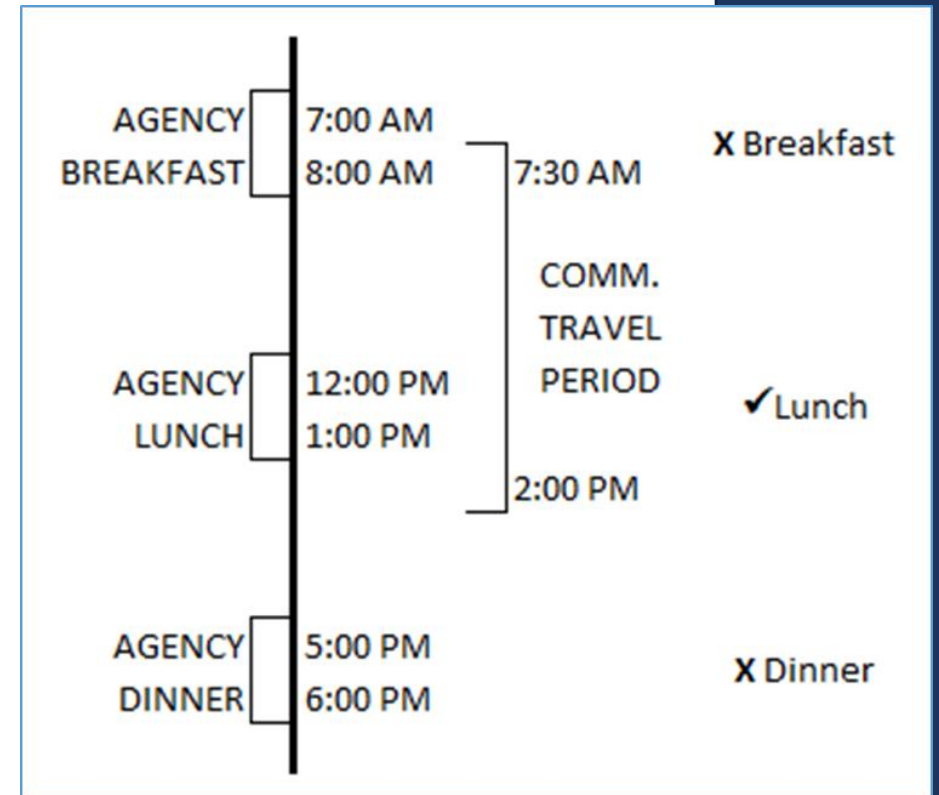 AGENCY 7:00 AM
X Breakfast
BREAKFAST 8:00 AM 7:30 AM
COMM.
TRAVEL
AGENCY 12:00 PM PERIOD
✓Lunch
LUNCH 1:00 PM
2:00 PM
AGENCY 5:00 PM
X Dinner
DINNER 6:00 PM